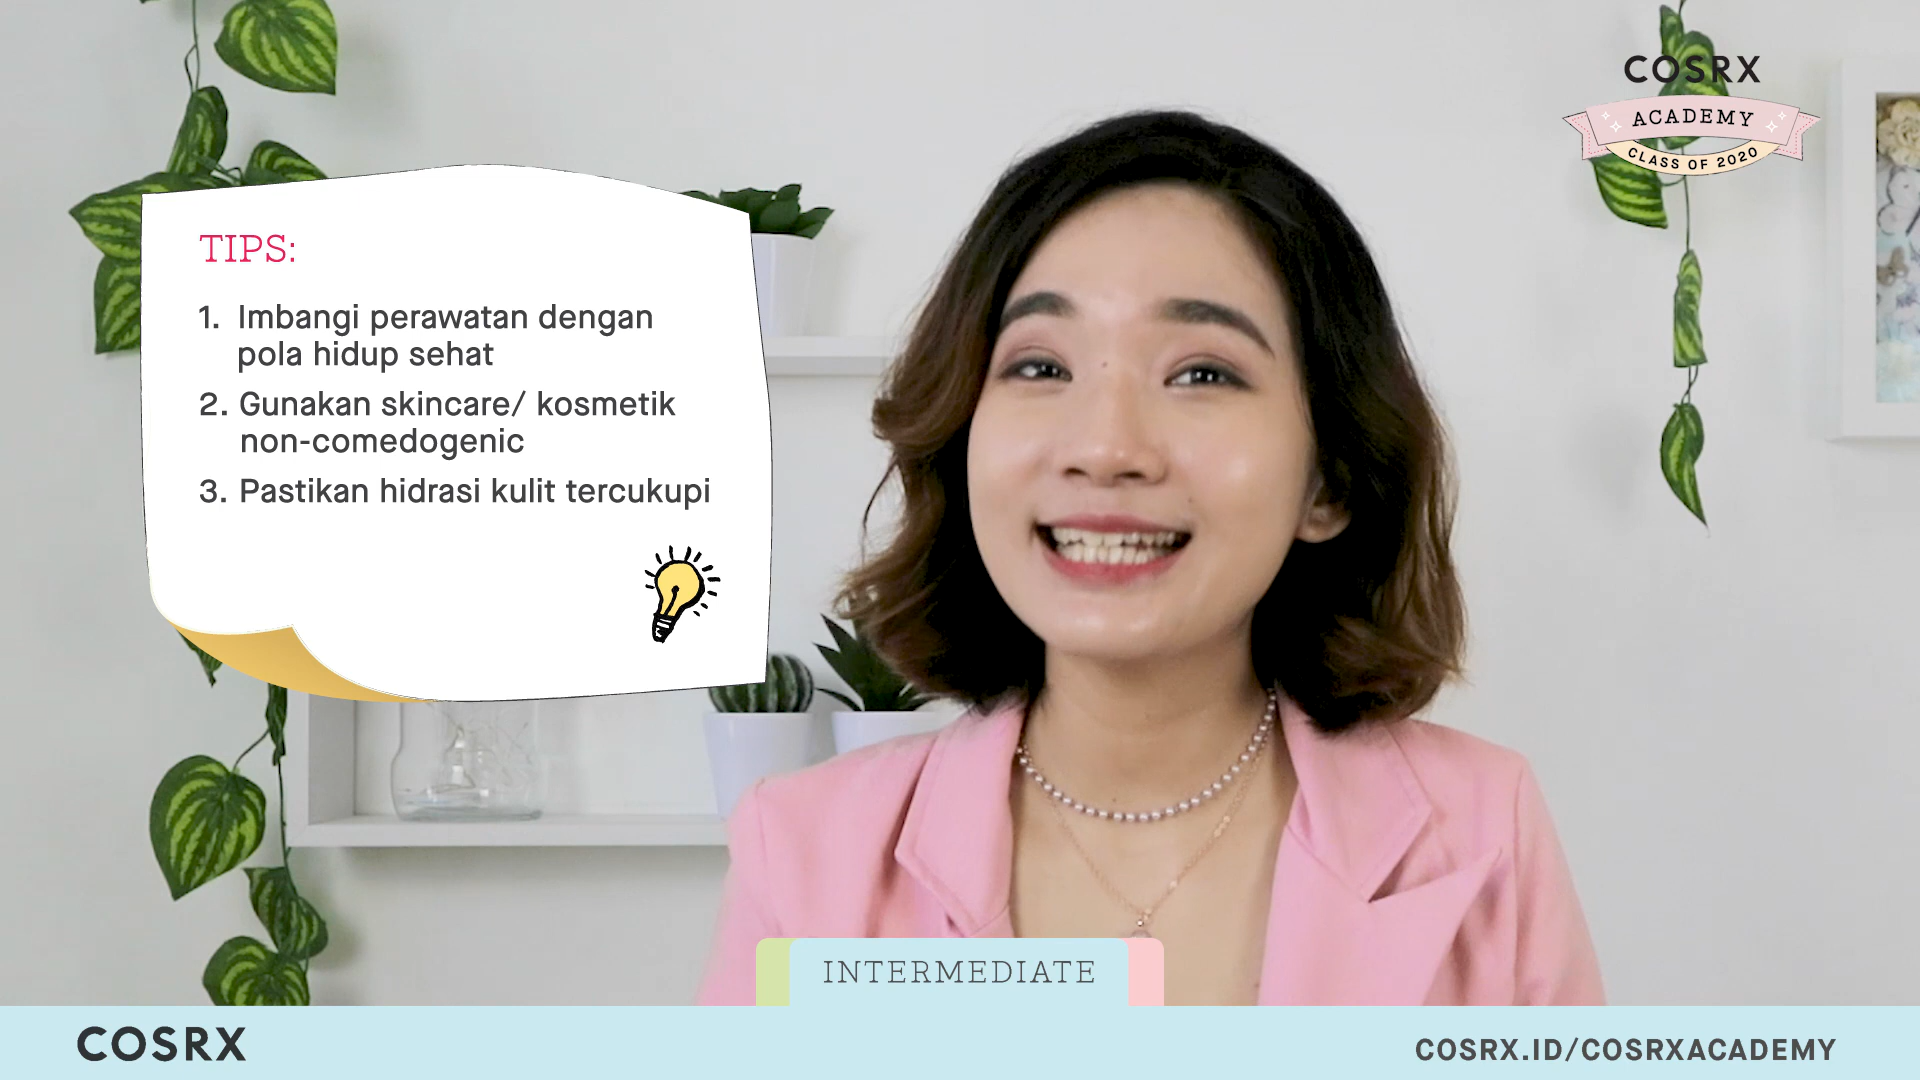 COSRX
ACADEMY
CLASS OF 2020
TIPS:
1. Imbangi perawatan dengan
pola hidup sehat
2. Gunakan skincare/ kosmetik
non-comedogenic
3. Pastikan hidrasi kulit tercukupi
INTERMEDIATE
COSRX
COSRX.ID/COSRXACADEMY